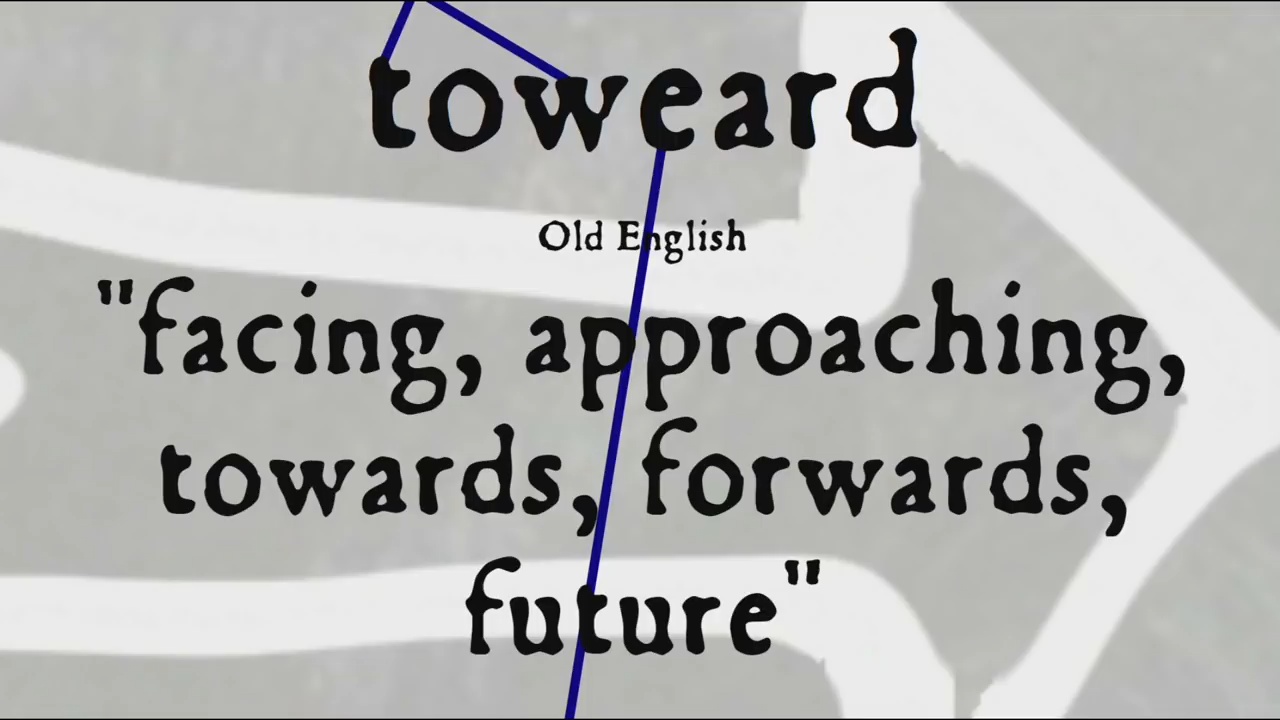 toweard
Old English
"facing, approaching,
towards, forwards,
future"